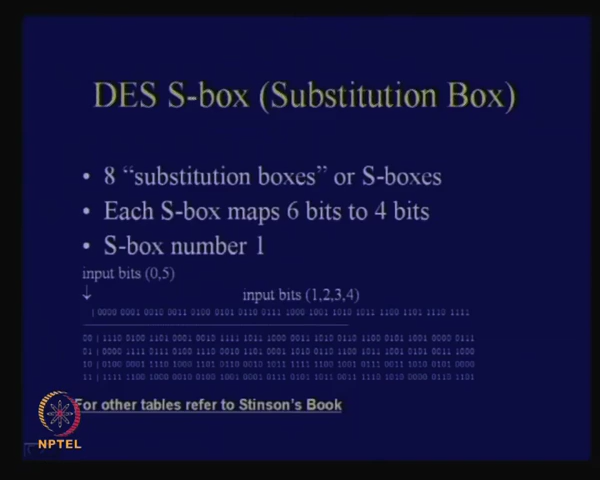 DES S-box (Substitution Box)
• 8 “substitution boxes” or S-boxes
• Each S-box maps 6 bits to 4 bits
• S-box number 1
input bits (0,5)
↓ input bits (1,2,3,4)
| 0000 0001 0010 0011 0100 0101 0110 0111 1000 1001 1010 1011 1100 1101 1110 1111
00 | 1110 0100 1101 0001 0010 1111 1011 1000 0011 1010 0110 1100 0101 1001 0000 0111
01 | 0000 1111 0111 0100 1110 0010 1101 0001 1010 0110 1100 1011 1001 0101 0011 1000
10 | 0100 0001 1110 1000 1101 0110 0010 1011 1111 1100 1001 0111 0011 1010 0101 0000
11 | 1111 1100 1000 0010 0100 1001 0001 0111 0101 1011 0011 1110 1010 0000 0110 1101
For other tables refer to Stinson's Book
NPTEL